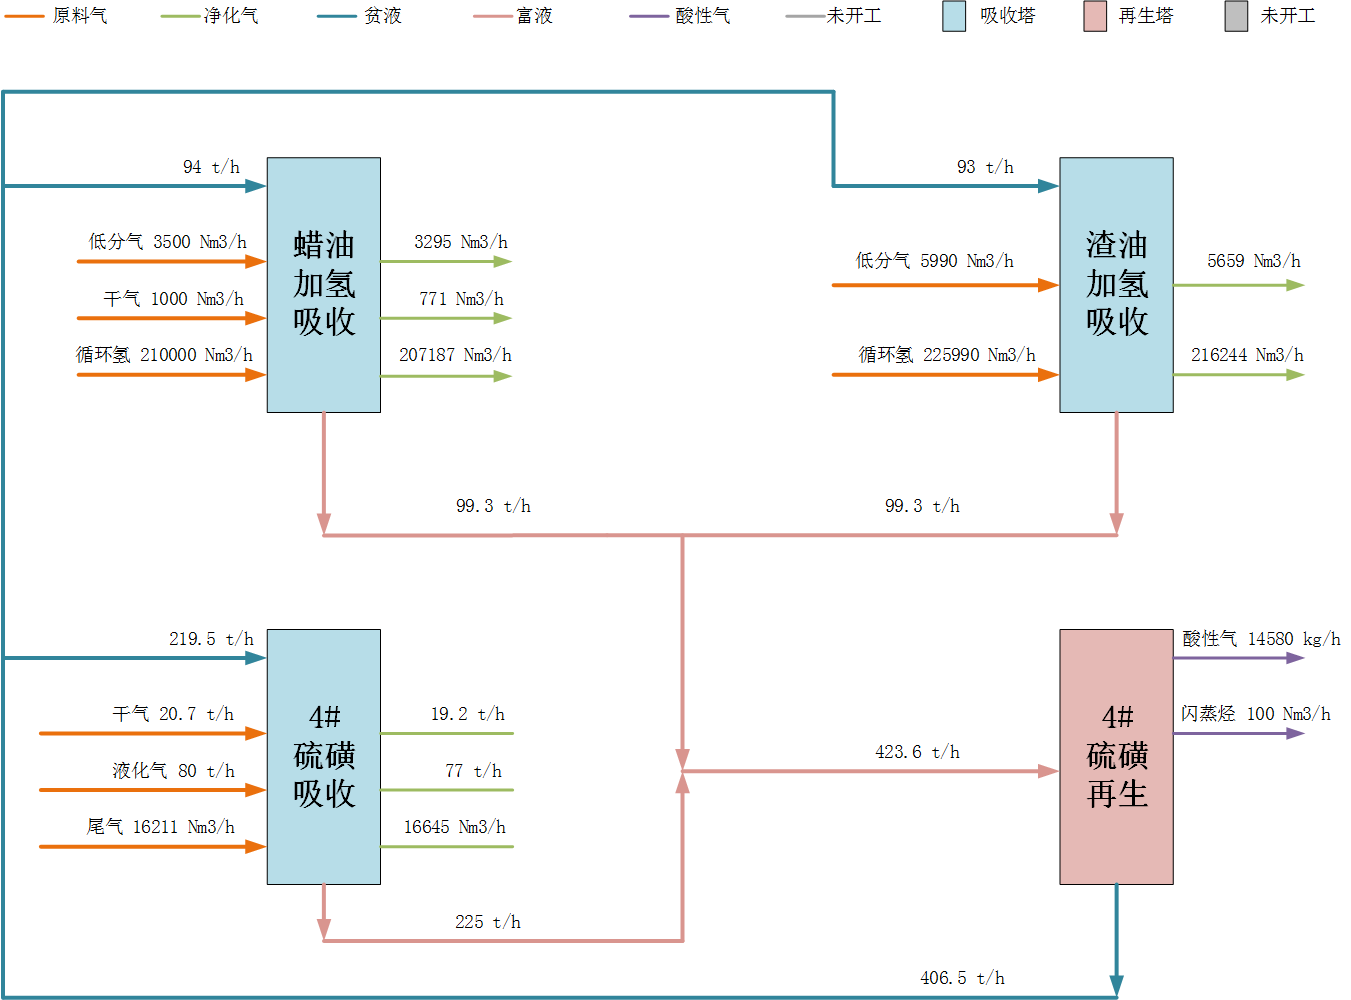 原料气
净化气
贫液
富液
酸性气
未开工
吸收塔
再生塔
未开工
94 t/h
低分气 3500 Nm3/h
干气 1000 Nm3/h
循环氢 210000 Nm3/h
蜡油
加氢
吸收
3295 Nm3/h
771 Nm3/h
207187 Nm3/h
93 t/h
低分气 5990 Nm3/h
循环氢 225990 Nm3/h
渣油
加氢
吸收
5659 Nm3/h
216244 Nm3/h
99.3 t/h
99.3 t/h
219.5 t/h
干气 20.7 t/h
液化气 80 t/h
尾气 16211 Nm3/h
4#
硫磺
吸收
19.2 t/h
77 t/h
16645 Nm3/h
225 t/h
423.6 t/h
4#
硫磺
再生
酸性气 14580 kg/h
闪蒸烃 100 Nm3/h
406.5 t/h